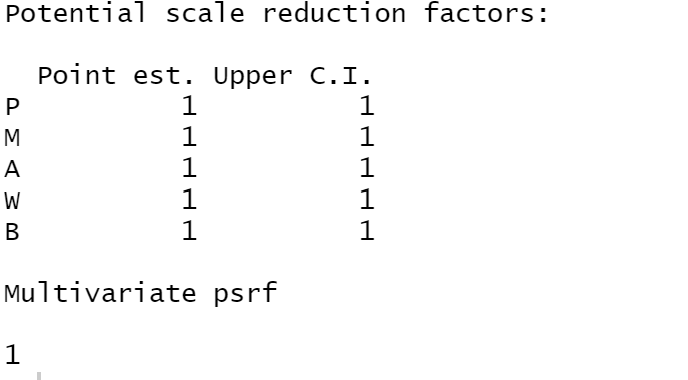 Potential scale reduction factors:
Point est. Upper C.I.
P 1 1
M 1 1
A 1 1
W 1 1
B 1 1
Multivariate psrf
1